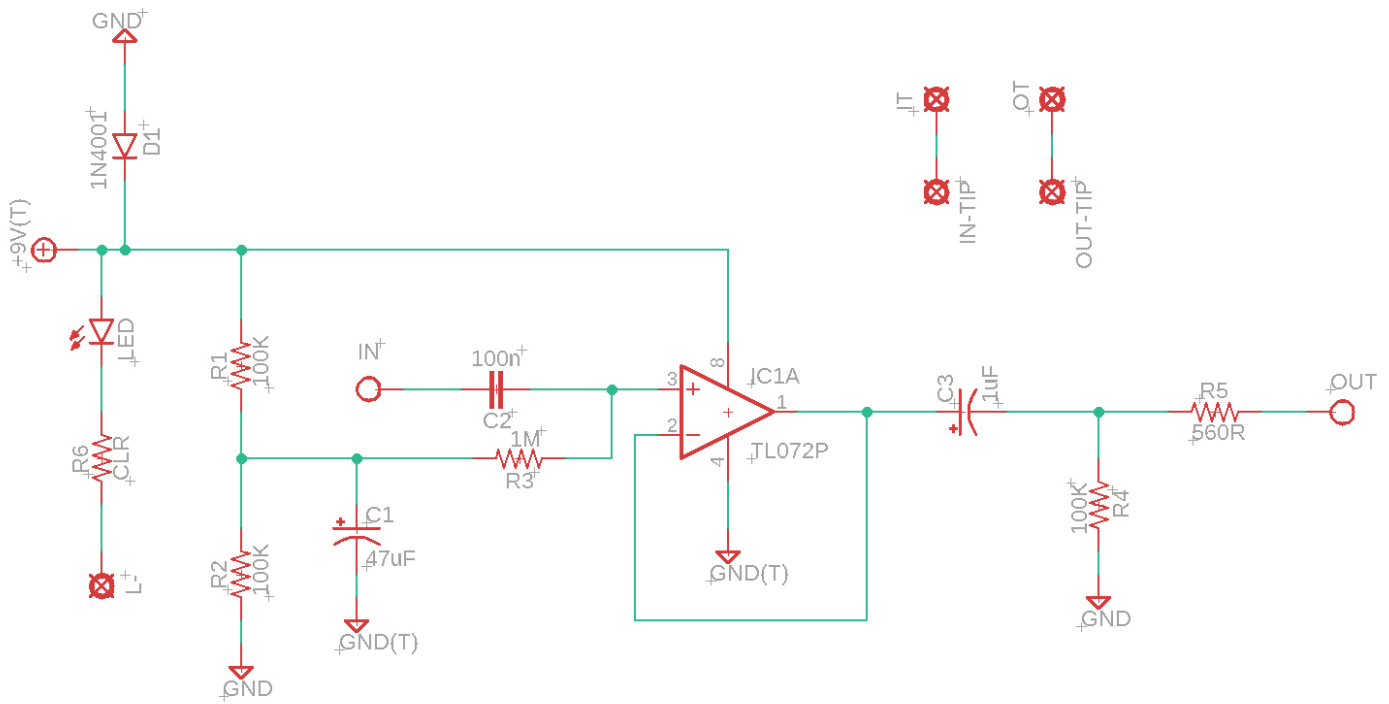 GND
1N4001
D1
IT
OT
IN-TIP
OUT-TIP
+9V(T)
LED
R1
100K
IN
100n
C2
3
2
8
4
1
IC1A
TL072P
C3
1uF
R5
560R
OUT
R6
CLR
1M
R3
C1
47uF
100K
R4
L-
R2
100K
GND(T)
GND(T)
GND
GND